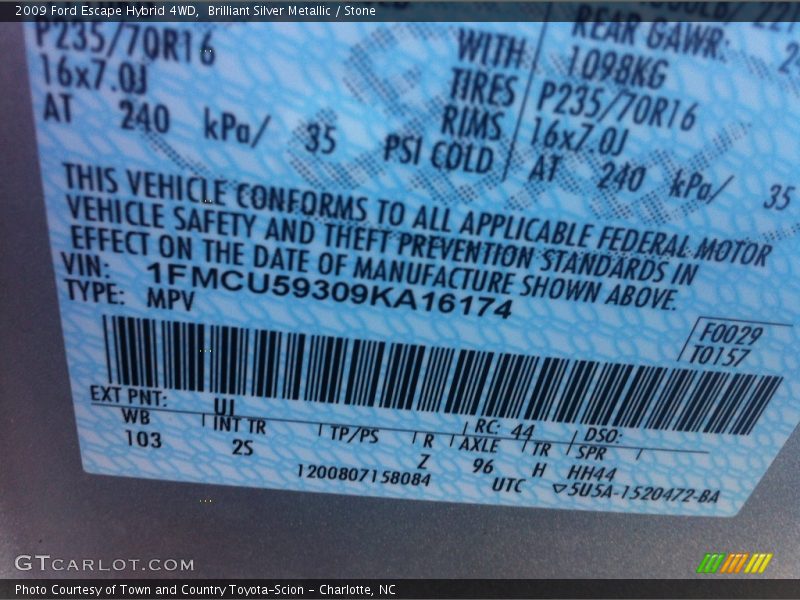 2009 Ford Escape Hybrid 4WD, Brilliant Silver Metallic / Stone
P235/70R16
16x7.0J
AT 240 kPa/ 35 PSI COLD
WITH
TIRES
RIMS
REAR GAWR:
1098KG
P235/70R16
16x7.0J
AT 240 kPa/ 35
THIS VEHICLE CONFORMS TO ALL APPLICABLE FEDERAL MOTOR
VEHICLE SAFETY AND THEFT PREVENTION STANDARDS IN
EFFECT ON THE DATE OF MANUFACTURE SHOWN ABOVE.
VIN: 1FMCU59309KA16174
TYPE: MPV
F0029
T0157
EXT PNT: UI RC: 44 DSO:
WB INT TR TP/PS R AXLE TR SPR
103 2S Z 96 H HH44
1200807158084 UTC ▽5U5A-1520472-BA
GTCARLOT.COM
Photo Courtesy of Town and Country Toyota-Scion - Charlotte, NC